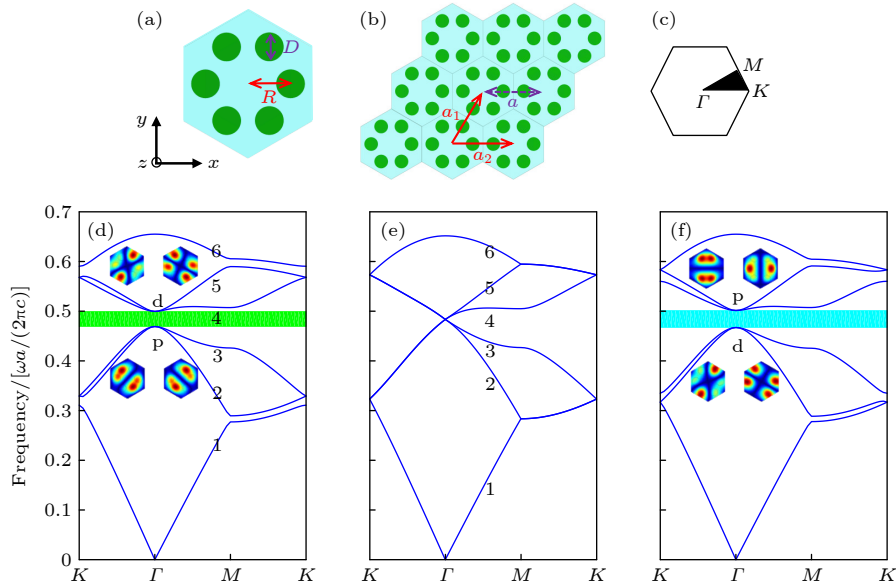 (a)
D
R
y
z
x
(b)
a1
a
a2
(c)
M
Γ
K
Frequency/[ωa/(2πc)]
0.7
0.6
0.5
0.4
0.3
0.2
0.1
0
(d)
6
5
d
4
p
3
2
1
K
Γ
M
K
(e)
6
5
4
3
2
1
K
Γ
M
K
(f)
p
d
K
Γ
M
K